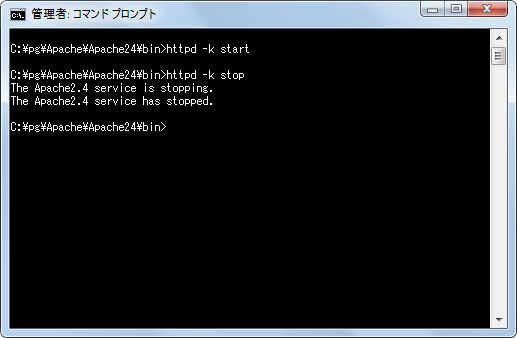 管理者: コマンド プロンプト
C:¥pg¥Apache¥Apache24¥bin>httpd -k start
C:¥pg¥Apache¥Apache24¥bin>httpd -k stop
The Apache2.4 service is stopping.
The Apache2.4 service has stopped.
C:¥pg¥Apache¥Apache24¥bin>